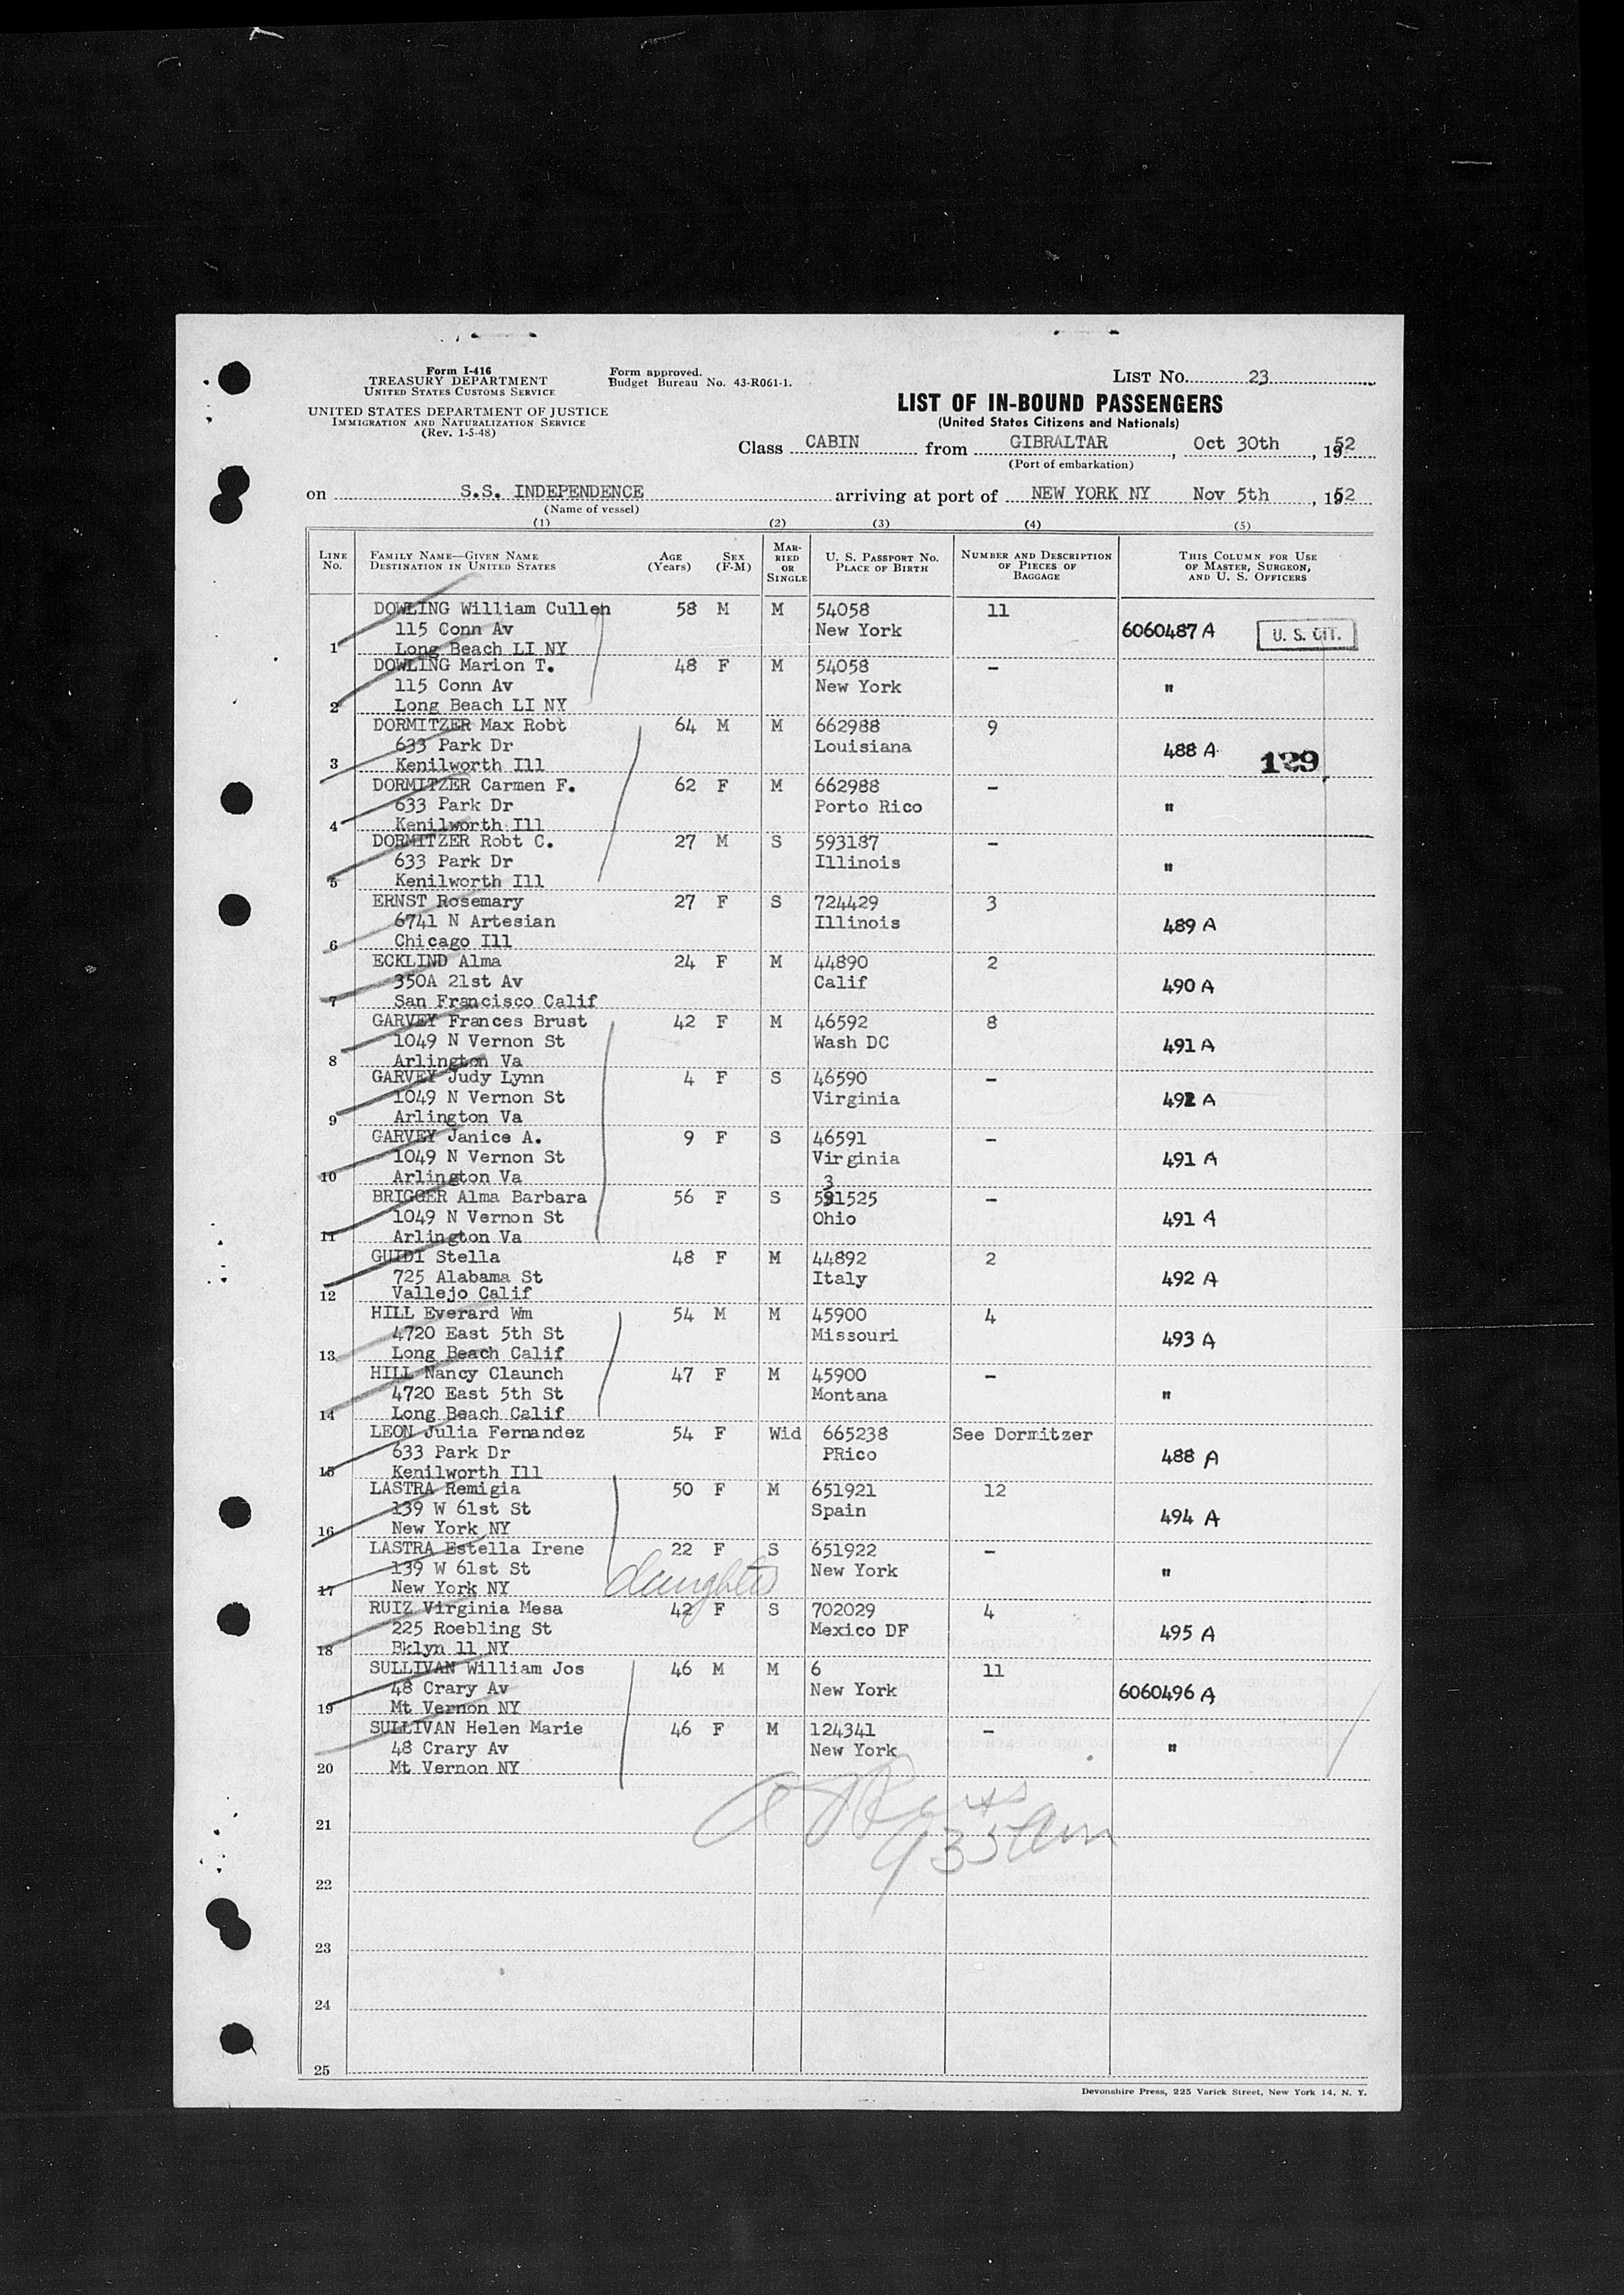 Form I-416
TREASURY DEPARTMENT
UNITED STATES CUSTOMS SERVICE
UNITED STATES DEPARTMENT OF JUSTICE
IMMIGRATION AND NATURALIZATION SERVICE
(Rev. 1-5-48)
Form approved.
Budget Bureau No. 43-R061-1.
LIST No. 23
LIST OF IN-BOUND PASSENGERS
(United States Citizens and Nationals)
Class CABIN from GIBRALTAR, Oct 30th, 1952
(Port of embarkation)
on S.S. INDEPENDENCE arriving at port of NEW YORK NY Nov 5th, 1952
(Name of vessel)
(1) (2) (3) (4) (5)
LINE No. FAMILY NAME—GIVEN NAME DESTINATION IN UNITED STATES AGE (Years) SEX (F-M) MARRIED OR SINGLE U. S. PASSPORT No. PLACE OF BIRTH NUMBER AND DESCRIPTION OF PIECES OF BAGGAGE THIS COLUMN FOR USE OF MASTER, SURGEON, AND U. S. OFFICERS
DOWLING William Cullen 58 M M 54058 11
115 Conn Av New York 6060487 A U. S. CIT.
1 Long Beach LI NY
DOWLING Marion T. 48 F M 54058 -
115 Conn Av New York "
2 Long Beach LI NY
DORMITZER Max Robt 64 M M 662988 9
633 Park Dr Louisiana 488 A 129
3 Kenilworth Ill
DORMITZER Carmen F. 62 F M 662988 -
633 Park Dr Porto Rico "
4 Kenilworth Ill
DORMITZER Robt C. 27 M S 593187 -
633 Park Dr Illinois "
5 Kenilworth Ill
ERNST Rosemary 27 F S 724429 3
6741 N Artesian Illinois 489 A
6 Chicago Ill
ECKLIND Alma 24 F M 44890 2
350A 21st Av Calif 490 A
7 San Francisco Calif
GARVEY Frances Brust 42 F M 46592 8
1049 N Vernon St Wash DC 491 A
8 Arlington Va
GARVEY Judy Lynn 4 F S 46590 -
1049 N Vernon St Virginia 491 A
9 Arlington Va
GARVEY Janice A. 9 F S 46591 -
1049 N Vernon St Virginia 491 A
10 Arlington Va 3
BRIGGER Alma Barbara 56 F S 531525 -
1049 N Vernon St Ohio 491 A
11 Arlington Va
GUIDI Stella 48 F M 44892 2
725 Alabama St Italy 492 A
12 Vallejo Calif
HILL Everard Wm 54 M M 45900 4
4720 East 5th St Missouri 493 A
13 Long Beach Calif
HILL Nancy Claunch 47 F M 45900 -
4720 East 5th St Montana "
14 Long Beach Calif
LEON Julia Fernandez 54 F Wid 665238 See Dormitzer
633 Park Dr PRico 488 A
15 Kenilworth Ill
LASTRA Remigia 50 F M 651921 12
139 W 61st St Spain 494 A
16 New York NY
LASTRA Estella Irene 22 F S 651922 -
139 W 61st St daughter New York "
17 New York NY
RUIZ Virginia Mesa 42 F S 702029 4
225 Roebling St Mexico DF 495 A
18 Bklyn 11 NY
SULLIVAN William Jos 46 M M 6 11
48 Crary Av New York 6060496 A
19 Mt Vernon NY
SULLIVAN Helen Marie 46 F M 124341 -
48 Crary Av New York "
20 Mt Vernon NY
21
935 am
22
23
24
25
Devonshire Press, 225 Varick Street, New York 14, N. Y.